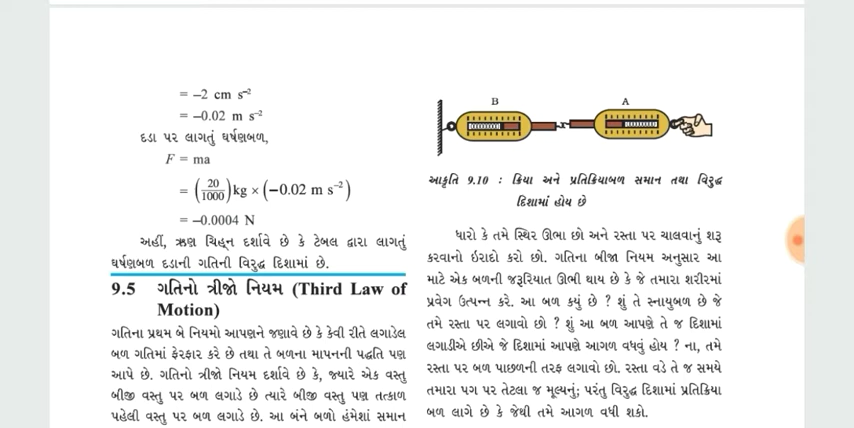 = –2 cm s⁻²
= –0.02 m s⁻²
દડા પર લાગતું ઘર્ષણબળ,
F = ma
= (20/1000) kg × (–0.02 m s⁻²)
= –0.0004 N
અહીં, ઋણ ચિહ્ન દર્શાવે છે કે ટેબલ દ્વારા લાગતું
ઘર્ષણબળ દડાની ગતિની વિરુદ્ધ દિશામાં છે.
9.5 ગતિનો ત્રીજો નિયમ (Third Law of
Motion)
ગતિના પ્રથમ બે નિયમો આપણને જણાવે છે કે કેવી રીતે લગાડેલ
બળ ગતિમાં ફેરફાર કરે છે તથા તે બળના માપનની પદ્ધતિ પણ
આપે છે. ગતિનો ત્રીજો નિયમ દર્શાવે છે કે, જ્યારે એક વસ્તુ
બીજી વસ્તુ પર બળ લગાડે છે ત્યારે બીજી વસ્તુ પણ તત્કાળ
પહેલી વસ્તુ પર બળ લગાડે છે. આ બંને બળો હંમેશાં સમાન
B A
આકૃતિ 9.10 : ક્રિયા અને પ્રતિક્રિયાબળ સમાન તથા વિરુદ્ધ
દિશામાં હોય છે
ધારો કે તમે સ્થિર ઊભા છો અને રસ્તા પર ચાલવાનું શરૂ
કરવાનો ઇરાદો કરો છો. ગતિના બીજા નિયમ અનુસાર આ
માટે એક બળની જરૂરિયાત ઊભી થાય છે કે જે તમારા શરીરમાં
પ્રવેગ ઉત્પન્ન કરે. આ બળ કયું છે ? શું તે સ્નાયુબળ છે જે
તમે રસ્તા પર લગાવો છો ? શું આ બળ આપણે તે જ દિશામાં
લગાડીએ છીએ જે દિશામાં આપણે આગળ વધવું હોય ? ના, તમે
રસ્તા પર બળ પાછળની તરફ લગાવો છો. રસ્તા વડે તે જ સમયે
તમારા પગ પર તેટલા જ મૂલ્યનું; પરંતુ વિરુદ્ધ દિશામાં પ્રતિક્રિયા
બળ લાગે છે કે જેથી તમે આગળ વધી શકો.